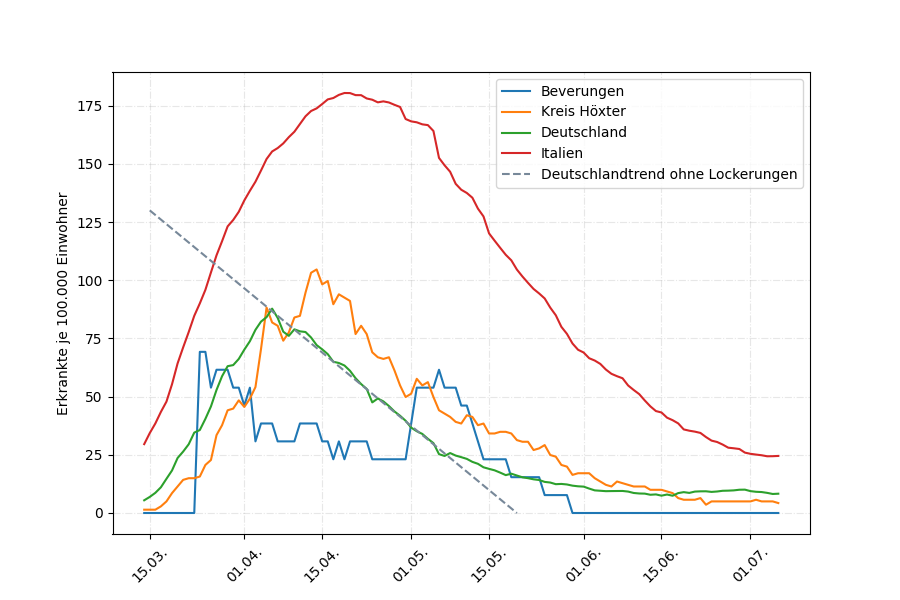 Erkrankte je 100.000 Einwohner
175
150
125
100
75
50
25
0
Beverungen
Kreis Höxter
Deutschland
Italien
Deutschlandtrend ohne Lockerungen
15.03.
01.04.
15.04.
01.05.
15.05.
01.06.
15.06.
01.07.